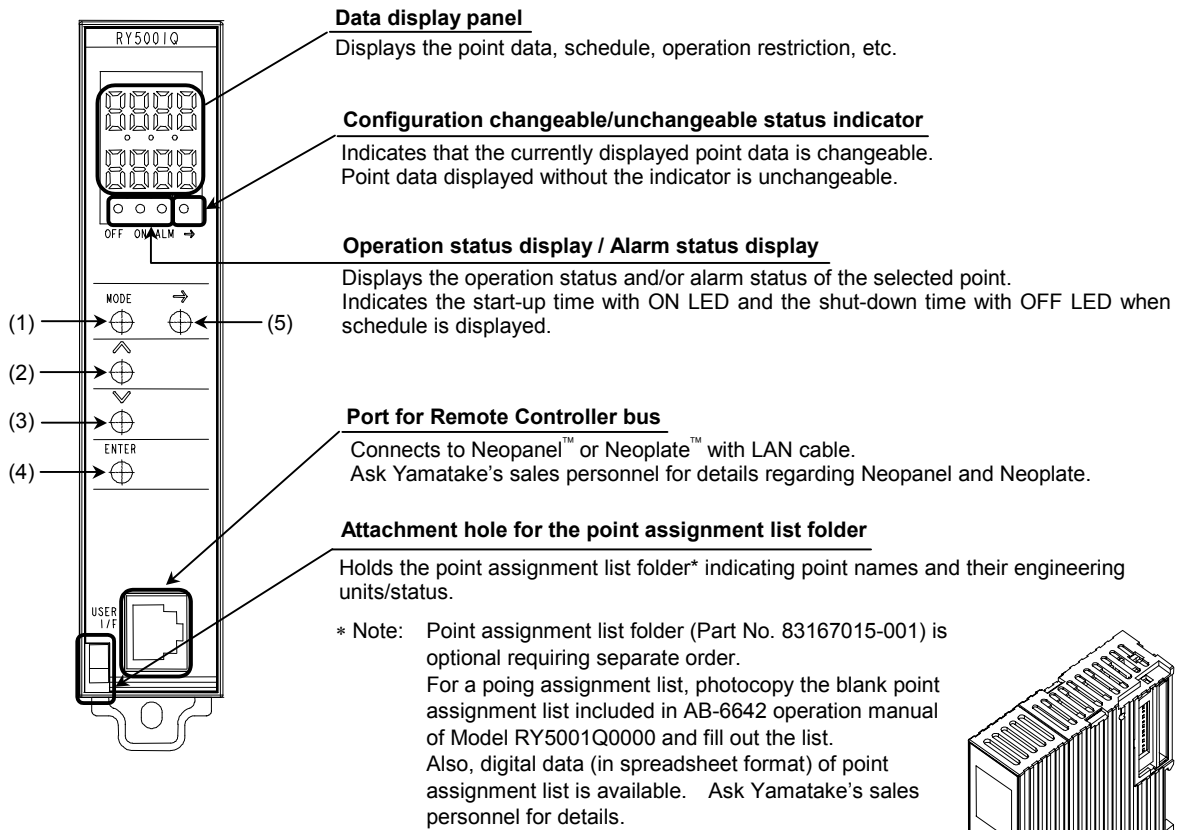 Data display panel
Displays the point data, schedule, operation restriction, etc.
RY5001Q
Configuration changeable/unchangeable status indicator
Indicates that the currently displayed point data is changeable.
Point data displayed without the indicator is unchangeable.
OFF ON ALM →
Operation status display / Alarm status display
Displays the operation status and/or alarm status of the selected point.
Indicates the start-up time with ON LED and the shut-down time with OFF LED when
schedule is displayed.
MODE →
(1) (5)
(2)
(3)
ENTER
(4)
Port for Remote Controller bus
Connects to Neopanel™ or Neoplate™ with LAN cable.
Ask Yamatake's sales personnel for details regarding Neopanel and Neoplate.
Attachment hole for the point assignment list folder
Holds the point assignment list folder* indicating point names and their engineering
units/status.
USER
I/F
* Note: Point assignment list folder (Part No. 83167015-001) is
optional requiring separate order.
For a poing assignment list, photocopy the blank point
assignment list included in AB-6642 operation manual
of Model RY5001Q0000 and fill out the list.
Also, digital data (in spreadsheet format) of point
assignment list is available. Ask Yamatake's sales
personnel for details.